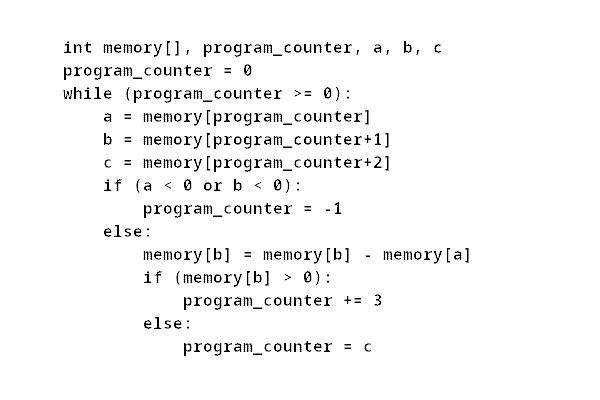 int memory[], program_counter, a, b, c
program_counter = 0
while (program_counter >= 0):
    a = memory[program_counter]
    b = memory[program_counter+1]
    c = memory[program_counter+2]
    if (a < 0 or b < 0):
        program_counter = -1
    else:
        memory[b] = memory[b] - memory[a]
        if (memory[b] > 0):
            program_counter += 3
        else:
            program_counter = c